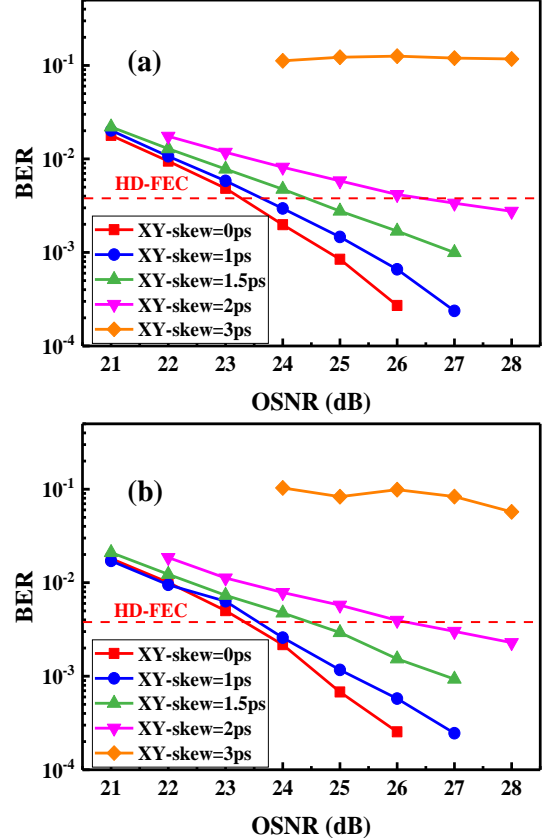 (a)
BER
10⁻¹
10⁻²
10⁻³
10⁻⁴
HD-FEC
XY-skew=0ps
XY-skew=1ps
XY-skew=1.5ps
XY-skew=2ps
XY-skew=3ps
21 22 23 24 25 26 27 28
OSNR (dB)
(b)
BER
10⁻¹
10⁻²
10⁻³
10⁻⁴
HD-FEC
XY-skew=0ps
XY-skew=1ps
XY-skew=1.5ps
XY-skew=2ps
XY-skew=3ps
21 22 23 24 25 26 27 28
OSNR (dB)